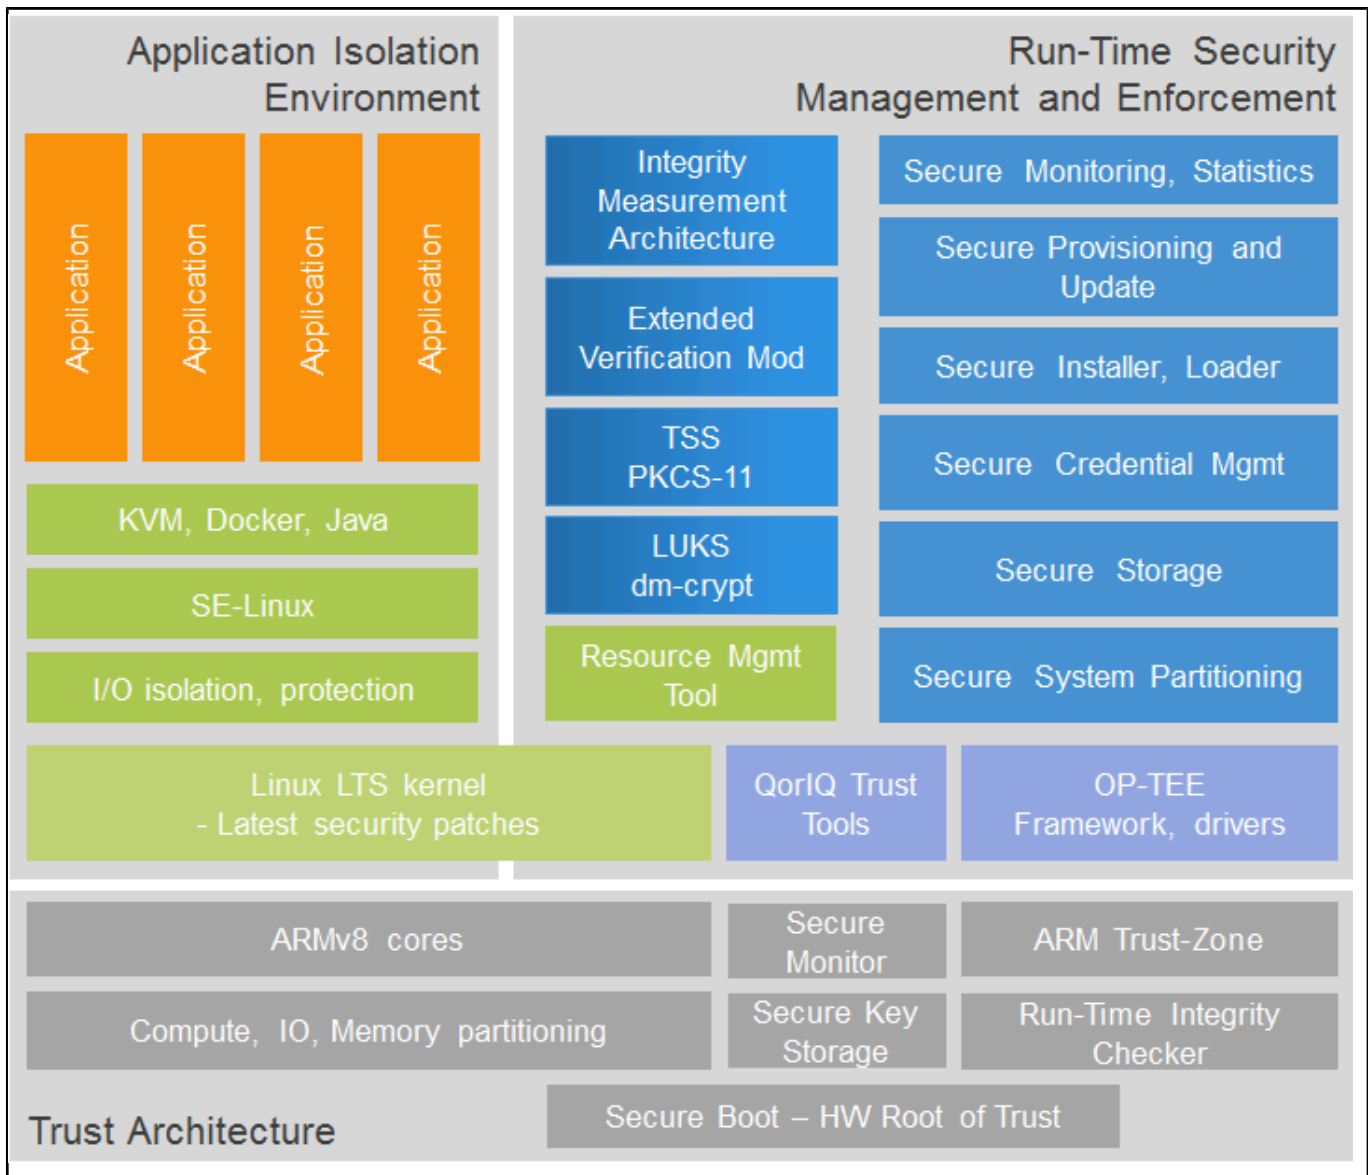 Application Isolation
Environment
Application
Application
Application
Application
KVM, Docker, Java
SE-Linux
I/O isolation, protection
Run-Time Security
Management and Enforcement
Integrity
Measurement
Architecture
Extended
Verification Mod
TSS
PKCS-11
LUKS
dm-crypt
Resource Mgmt
Tool
Secure Monitoring, Statistics
Secure Provisioning and
Update
Secure Installer, Loader
Secure Credential Mgmt
Secure Storage
Secure System Partitioning
Linux LTS kernel
- Latest security patches
QorIQ Trust
Tools
OP-TEE
Framework, drivers
ARMv8 cores
Secure
Monitor
ARM Trust-Zone
Compute, IO, Memory partitioning
Secure Key
Storage
Run-Time Integrity
Checker
Secure Boot – HW Root of Trust
Trust Architecture